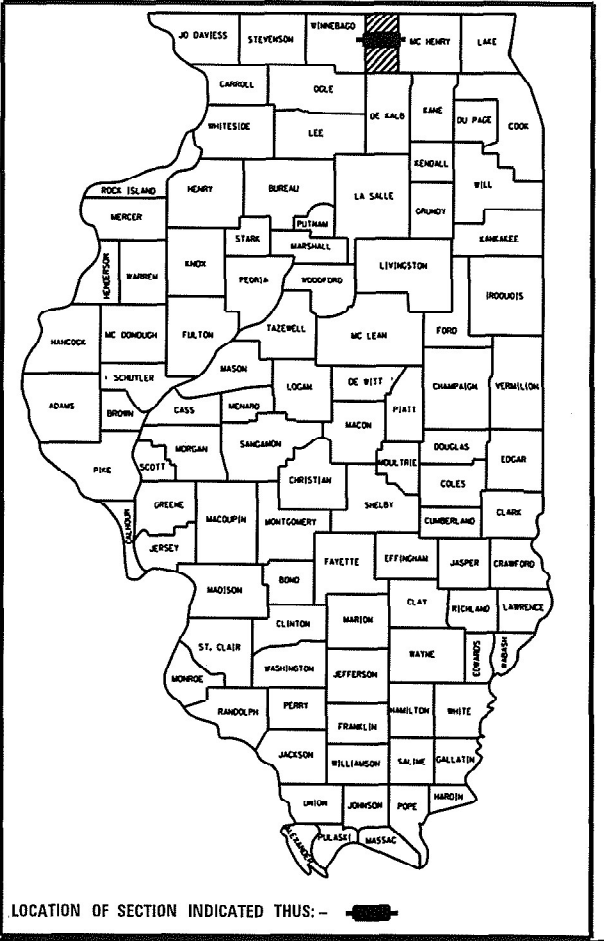 JO DAVIESS
STEVENSON
WINNEBAGO
MC HENRY
LAKE
CARROLL
OGLE
DE KALB
KANE
DU PAGE
COOK
WHITESIDE
LEE
KENDALL
WILL
ROCK ISLAND
HENRY
BUREAU
LA SALLE
GRUNDY
MERCER
PUTNAM
STARK
MARSHALL
KANKAKEE
HENDERSON
WARREN
KNOX
PEORIA
WOODFORD
LIVINGSTON
IROQUOIS
HANCOCK
MC DONOUGH
FULTON
TAZEWELL
MC LEAN
FORD
MASON
SCHUYLER
LOGAN
DE WITT
CHAMPAIGN
VERMILION
ADAMS
BROWN
CASS
MENARD
PIATT
MACON
MORGAN
SANGAMON
DOUGLAS
EDGAR
PIKE
SCOTT
CHRISTIAN
MOULTRIE
COLES
GREENE
MACOUPIN
MONTGOMERY
SHELBY
CUMBERLAND
CLARK
CALHOUN
JERSEY
FAYETTE
EFFINGHAM
JASPER
CRAWFORD
MADISON
BOND
CLAY
RICHLAND
LAWRENCE
CLINTON
MARION
ST. CLAIR
WAYNE
EDWARDS
WABASH
WASHINGTON
JEFFERSON
MONROE
RANDOLPH
PERRY
HAMILTON
WHITE
FRANKLIN
JACKSON
WILLIAMSON
SALINE
GALLATIN
UNION
JOHNSON
POPE
HARDIN
ALEXANDER
PULASKI
MASSAC
LOCATION OF SECTION INDICATED THUS: –